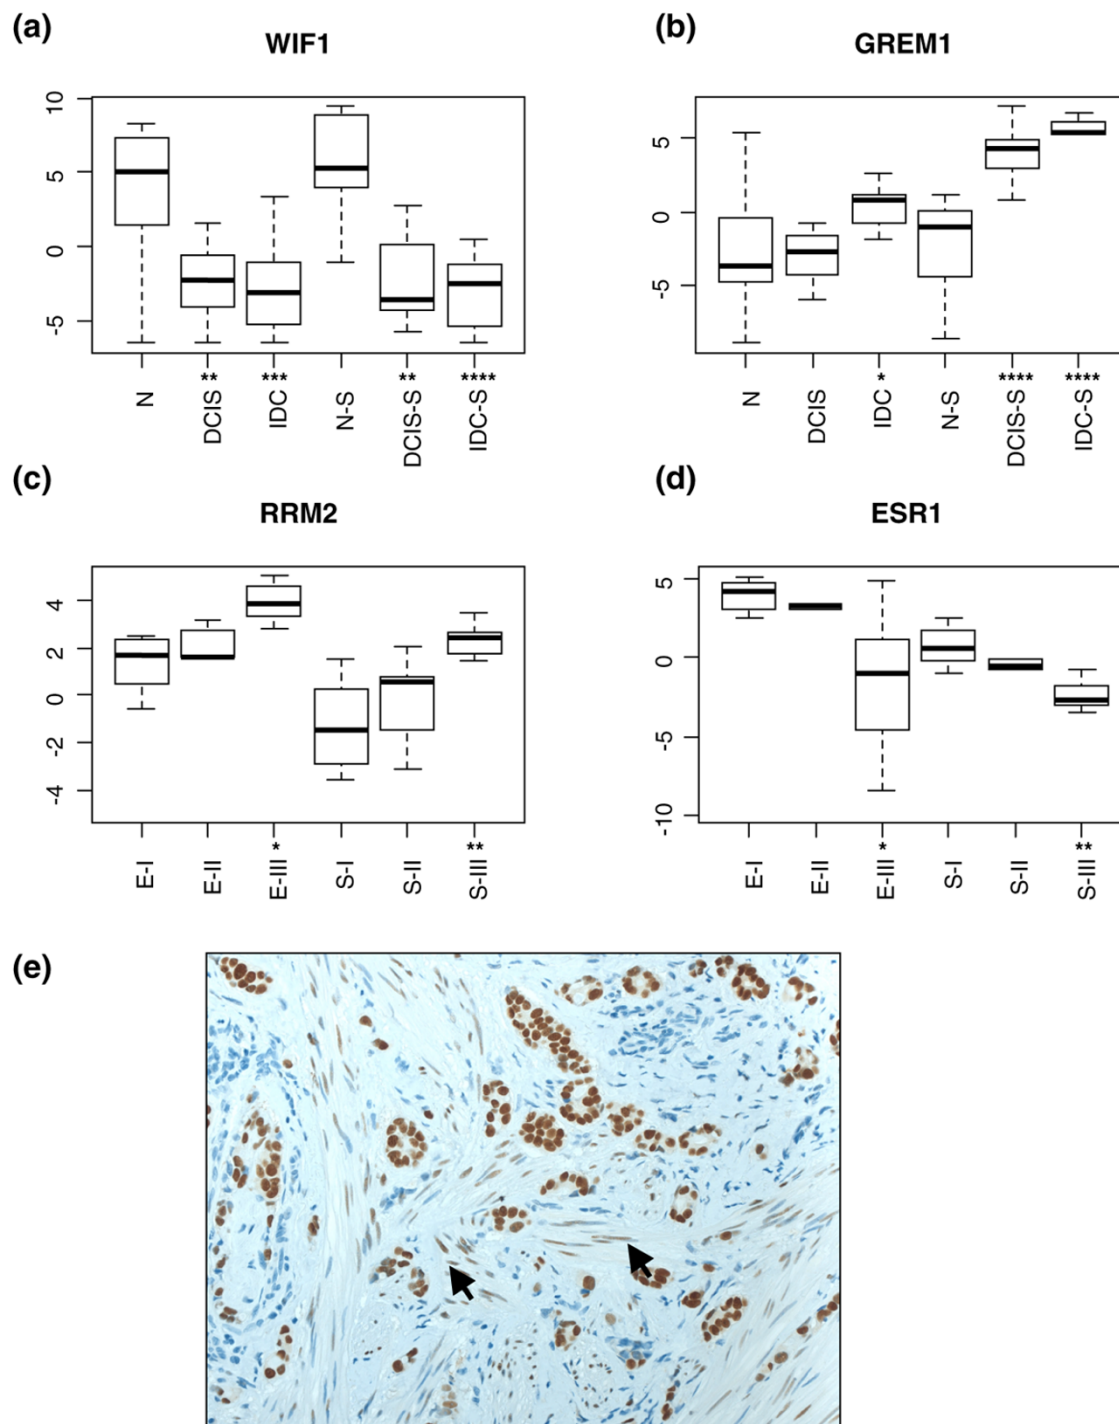 (a)
WIF1
10
5
0
-5
N
DCIS **
IDC ***
N-S
DCIS-S **
IDC-S ****
(b)
GREM1
5
0
-5
N
DCIS
IDC *
N-S
DCIS-S ****
IDC-S ****
(c)
RRM2
4
2
0
-2
-4
E-I
E-II
E-III *
S-I
S-II
S-III **
(d)
ESR1
5
0
-5
-10
E-I
E-II
E-III *
S-I
S-II
S-III **
(e)